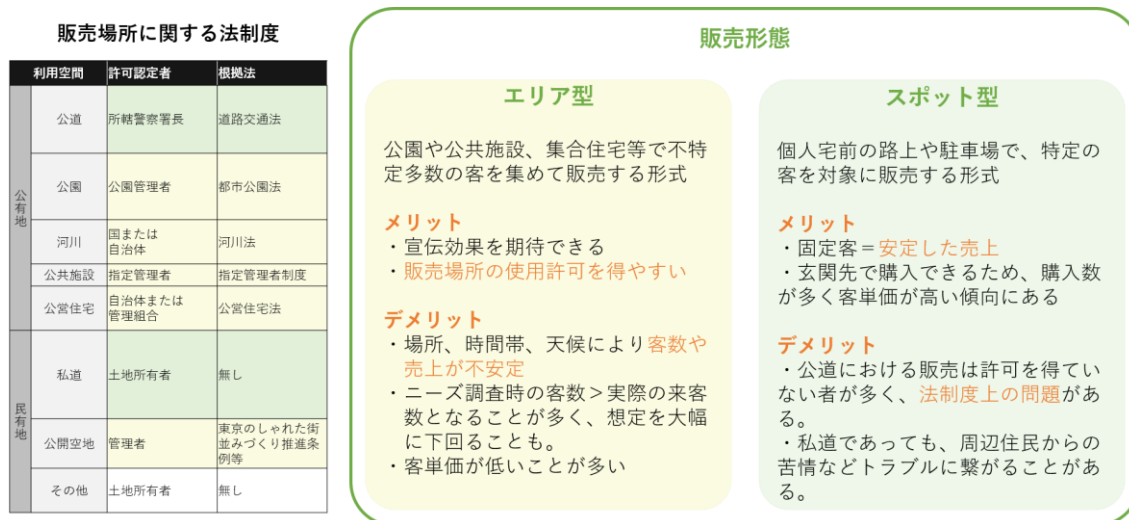 販売場所に関する法制度
利用空間 許可認定者 根拠法
公有地
公道 所轄警察署長 道路交通法
公園 公園管理者 都市公園法
河川 国または
自治体 河川法
公共施設 指定管理者 指定管理者制度
公営住宅 自治体または
管理組合 公営住宅法
民有地
私道 土地所有者 無し
公開空地 管理者 東京のしゃれた街
並みづくり推進条
例等
その他 土地所有者 無し
販売形態
エリア型
公園や公共施設、集合住宅等で不特
定多数の客を集めて販売する形式
メリット
・宣伝効果を期待できる
・販売場所の使用許可を得やすい
デメリット
・場所、時間帯、天候により客数や
売上が不安定
・ニーズ調査時の客数＞実際の来客
数となることが多く、想定を大幅
に下回ることも。
・客単価が低いことが多い
スポット型
個人宅前の路上や駐車場で、特定の
客を対象に販売する形式
メリット
・固定客＝安定した売上
・玄関先で購入できるため、購入数
が多く客単価が高い傾向にある
デメリット
・公道における販売は許可を得てい
ない者が多く、法制度上の問題があ
る。
・私道であっても、周辺住民からの
苦情などトラブルに繋がることがあ
る。